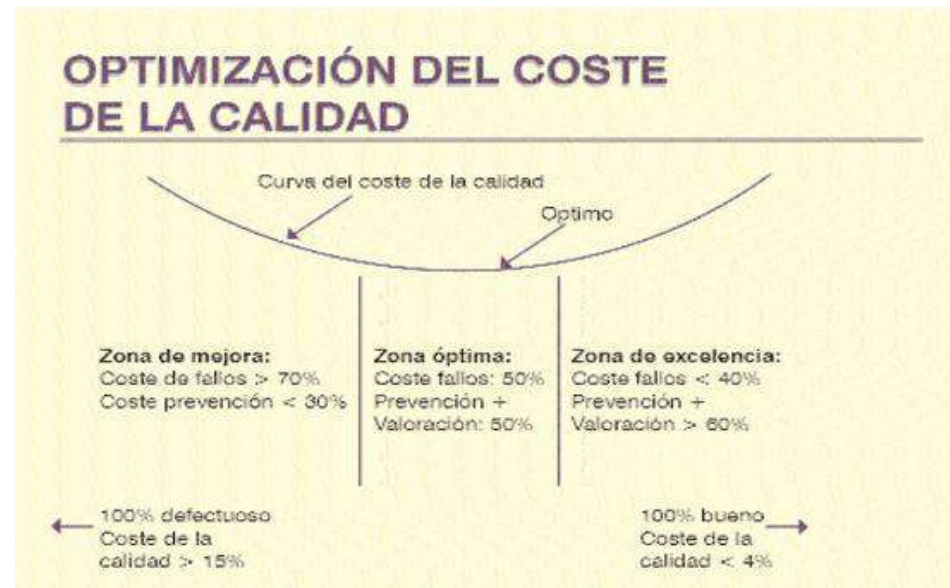 OPTIMIZACIÓN DEL COSTE
DE LA CALIDAD
Curva del coste de la calidad
Optimo
Zona de mejora:
Coste de fallos > 70%
Coste prevención < 30%
Zona óptima:
Coste fallos: 50%
Prevención +
Valoración: 50%
Zona de excelencia:
Coste fallos < 40%
Prevención +
Valoración > 60%
100% defectuoso
Coste de la
calidad > 15%
100% bueno
Coste de la
calidad < 4%